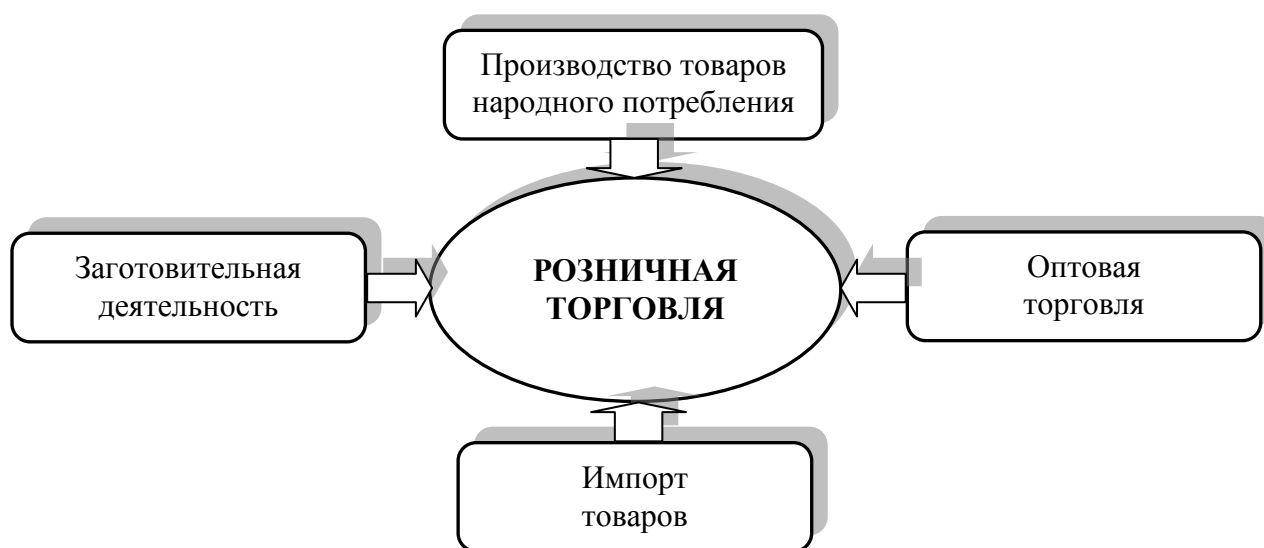 Производство товаров
народного потребления
Заготовительная
деятельность
РОЗНИЧНАЯ
ТОРГОВЛЯ
Оптовая
торговля
Импорт
товаров